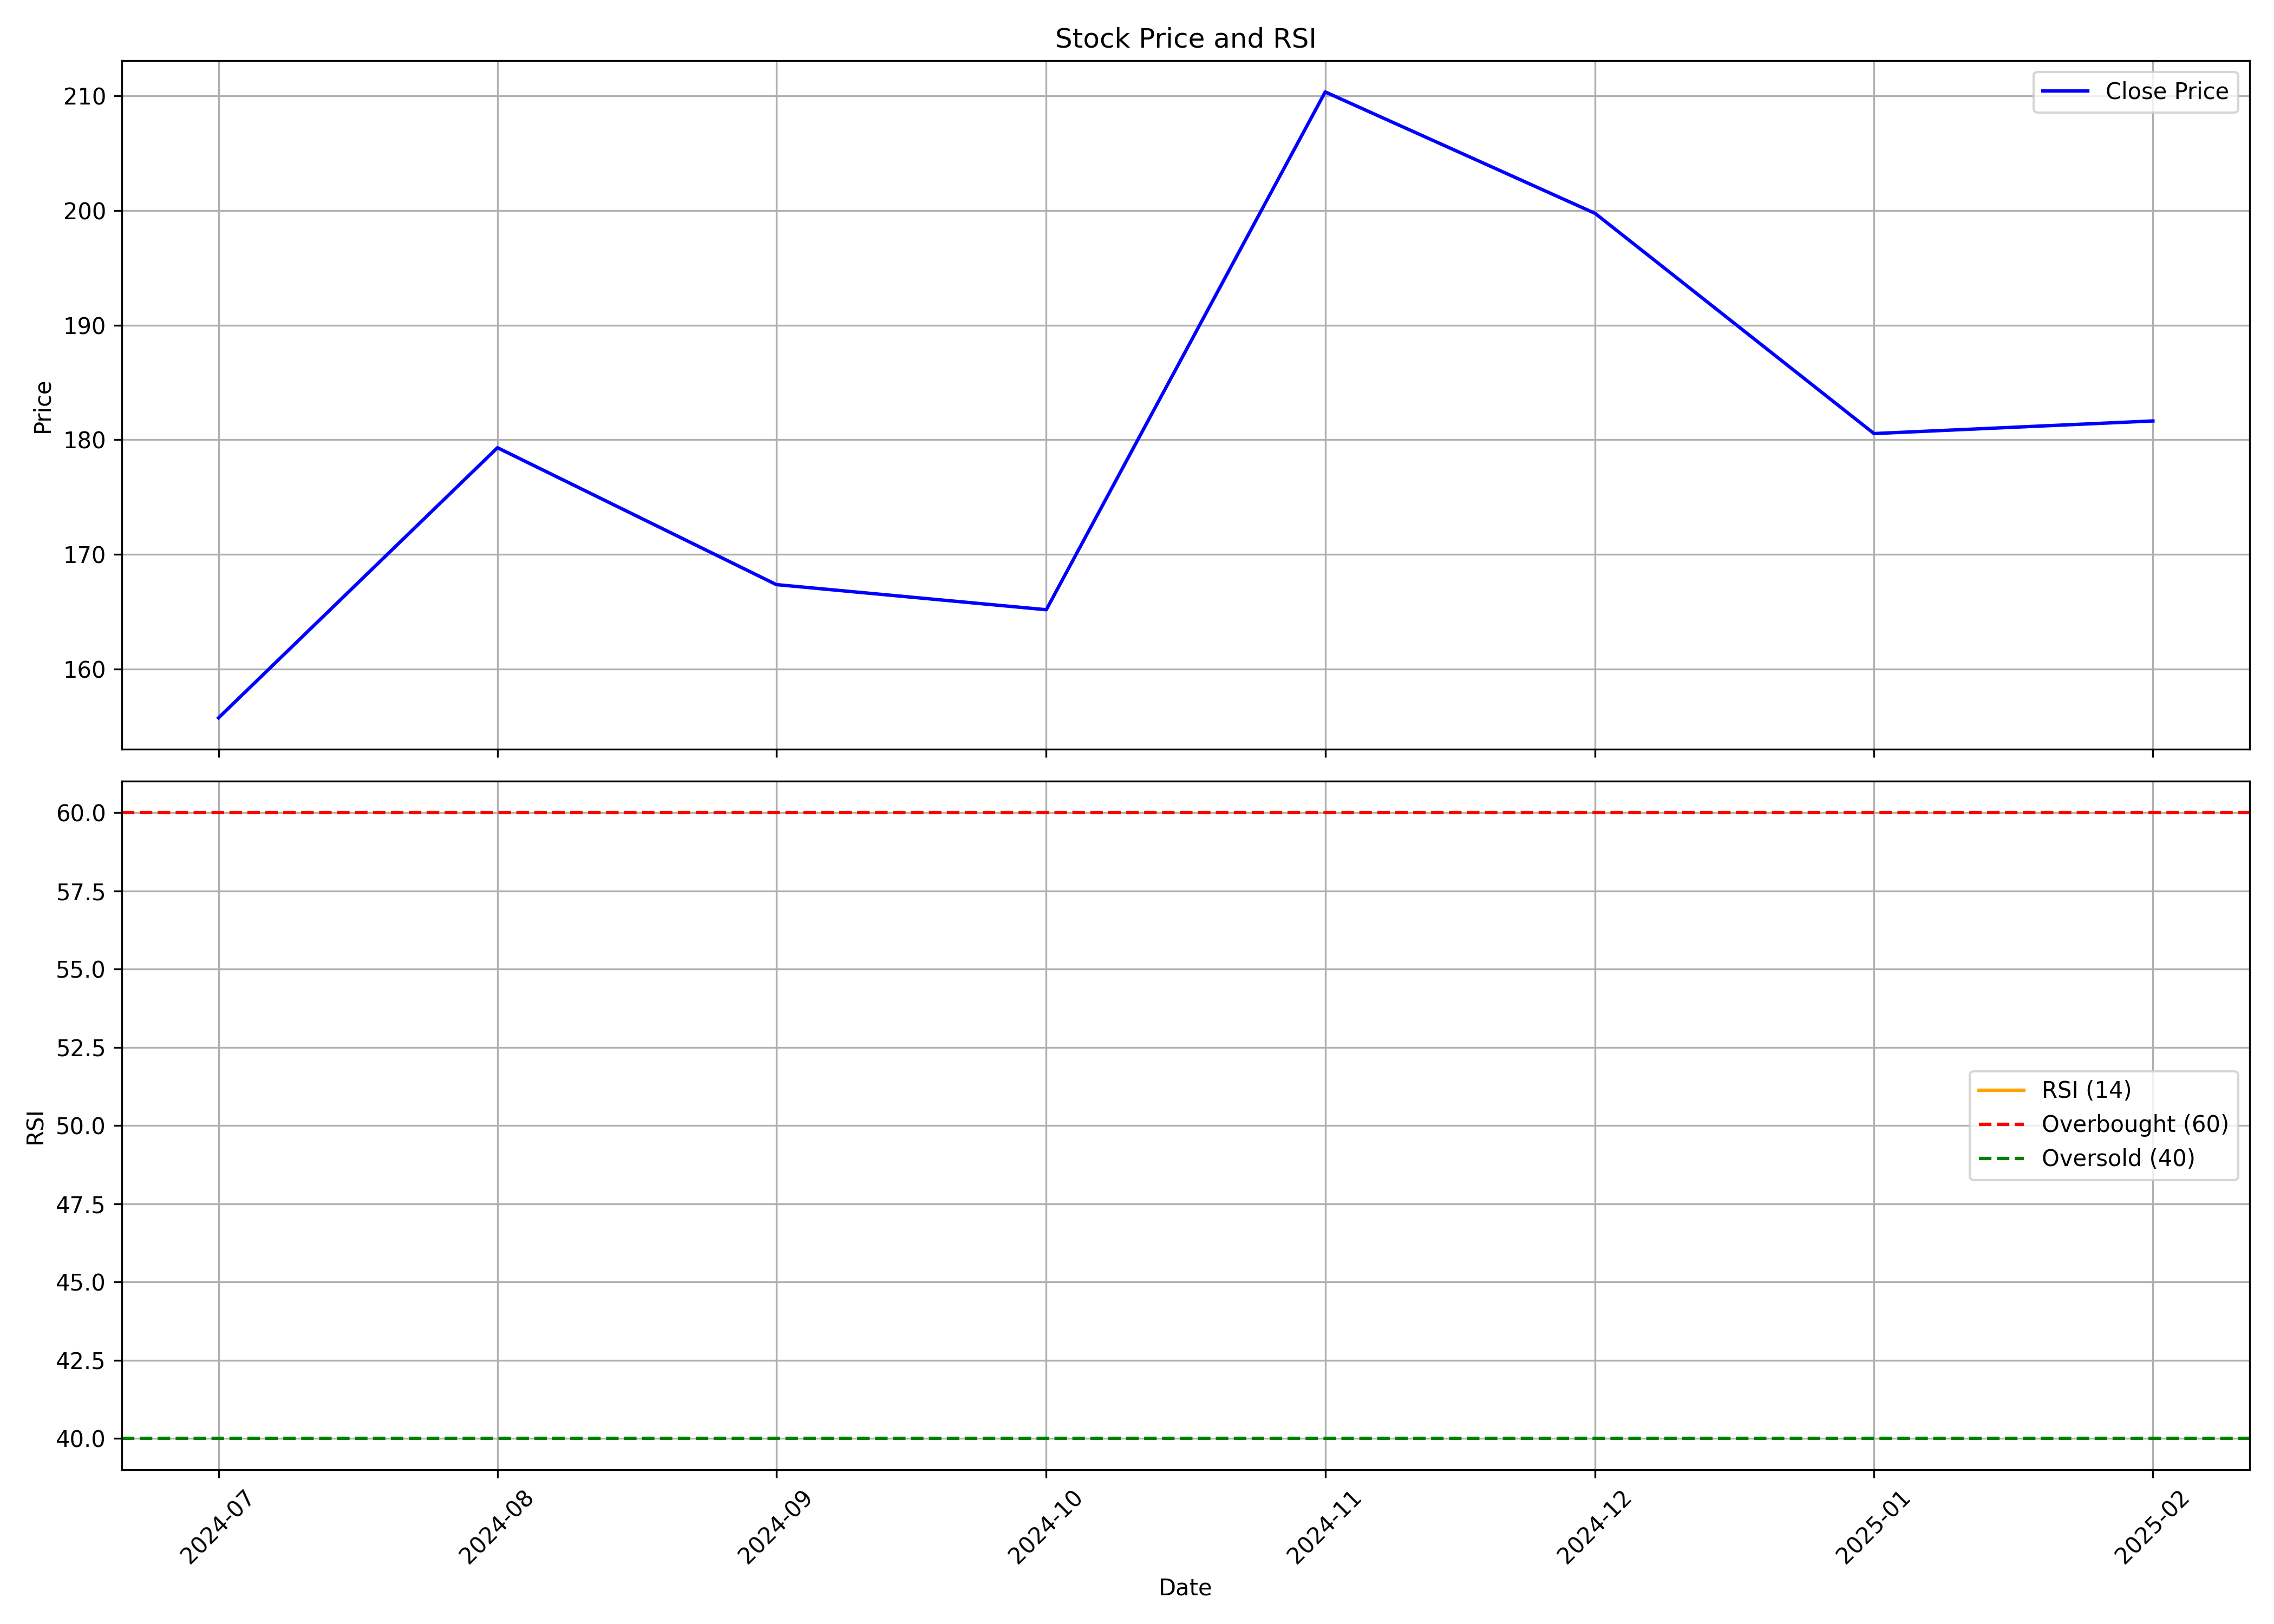 Stock Price and RSI
Close Price
210
200
190
180
170
160
Price
60.0
57.5
55.0
52.5
50.0
47.5
45.0
42.5
40.0
RSI
RSI (14)
Overbought (60)
Oversold (40)
2024-07
2024-08
2024-09
2024-10
2024-11
2024-12
2025-01
2025-02
Date